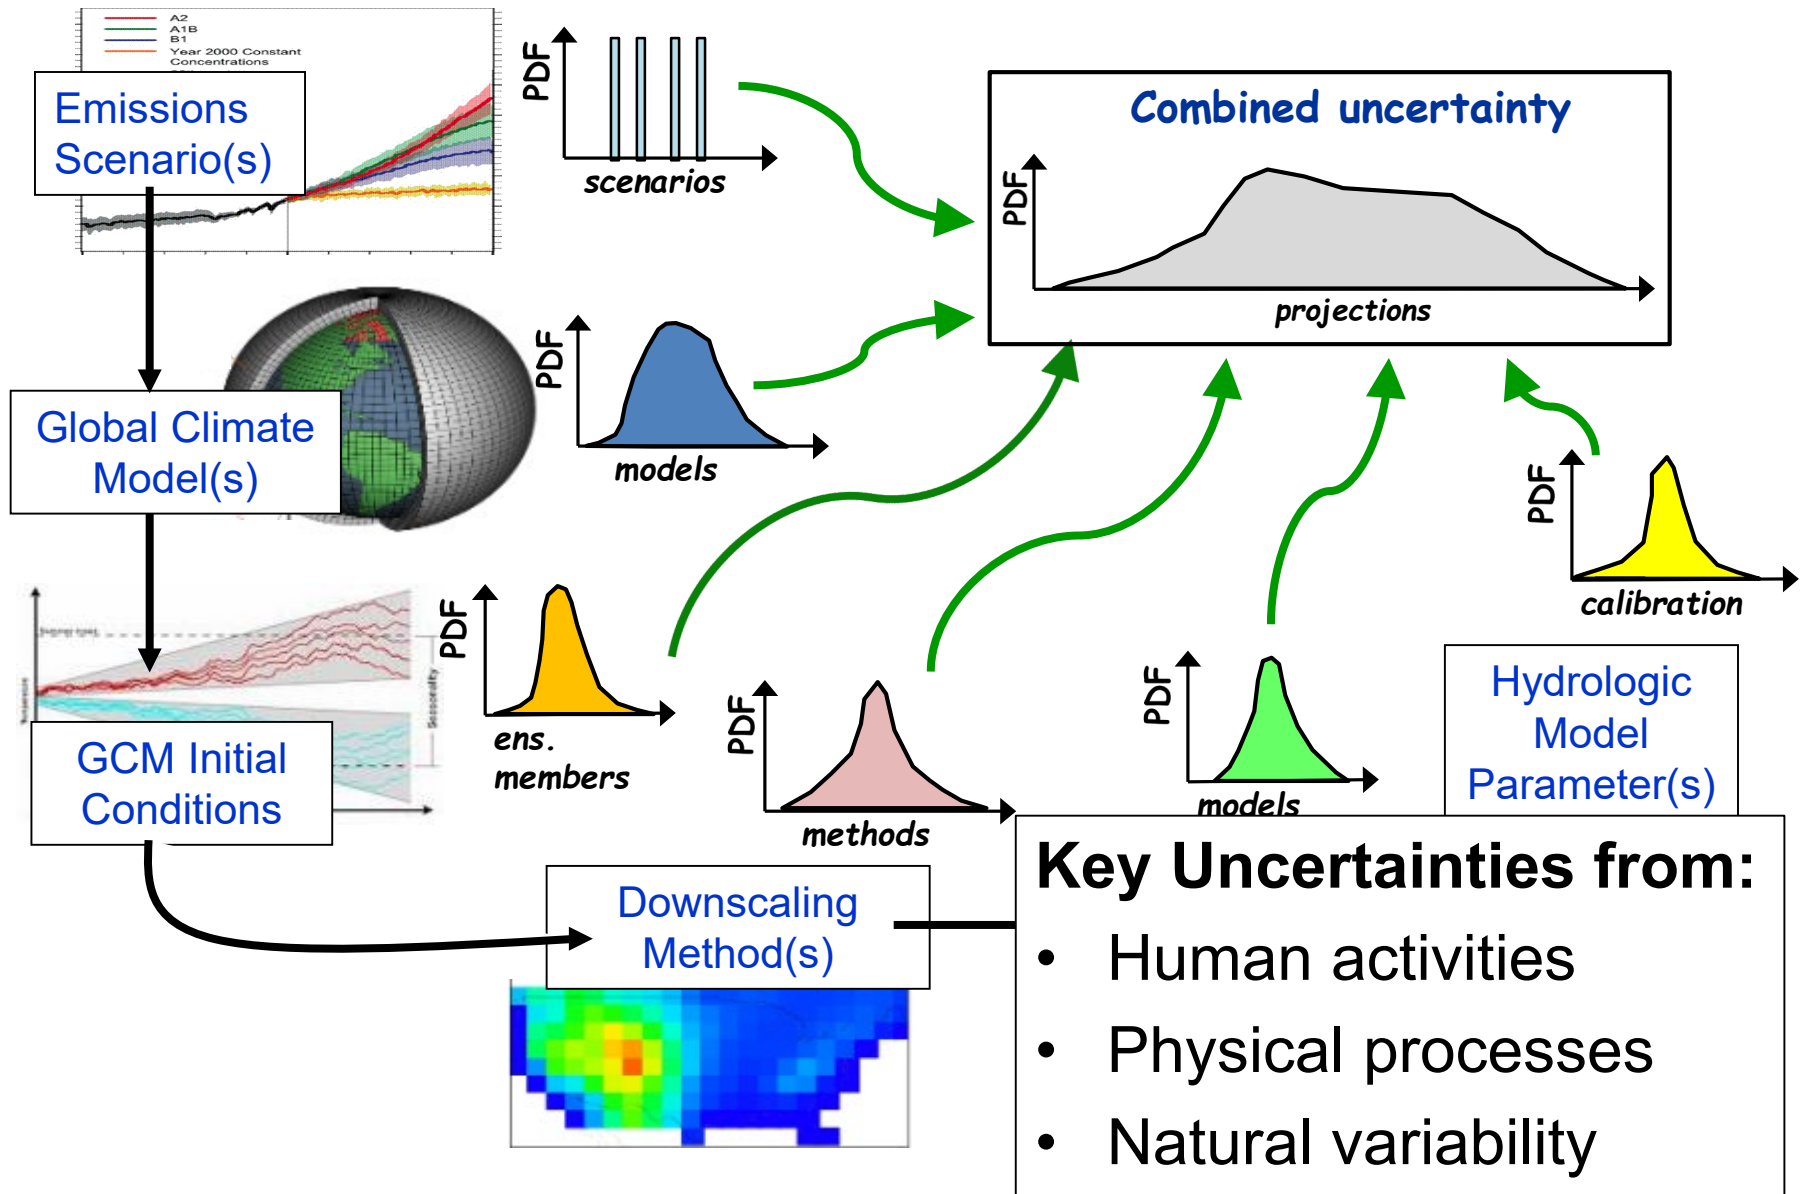 A2
A1B
B1
Year 2000 Constant
Concentrations
Emissions
Scenario(s)
PDF
scenarios
Combined uncertainty
PDF
projections
Global Climate
Model(s)
PDF
models
PDF
calibration
GCM Initial
Conditions
PDF
ens.
members
PDF
methods
PDF
models
Hydrologic
Model
Parameter(s)
Downscaling
Method(s)
Key Uncertainties from:
• Human activities
• Physical processes
• Natural variability